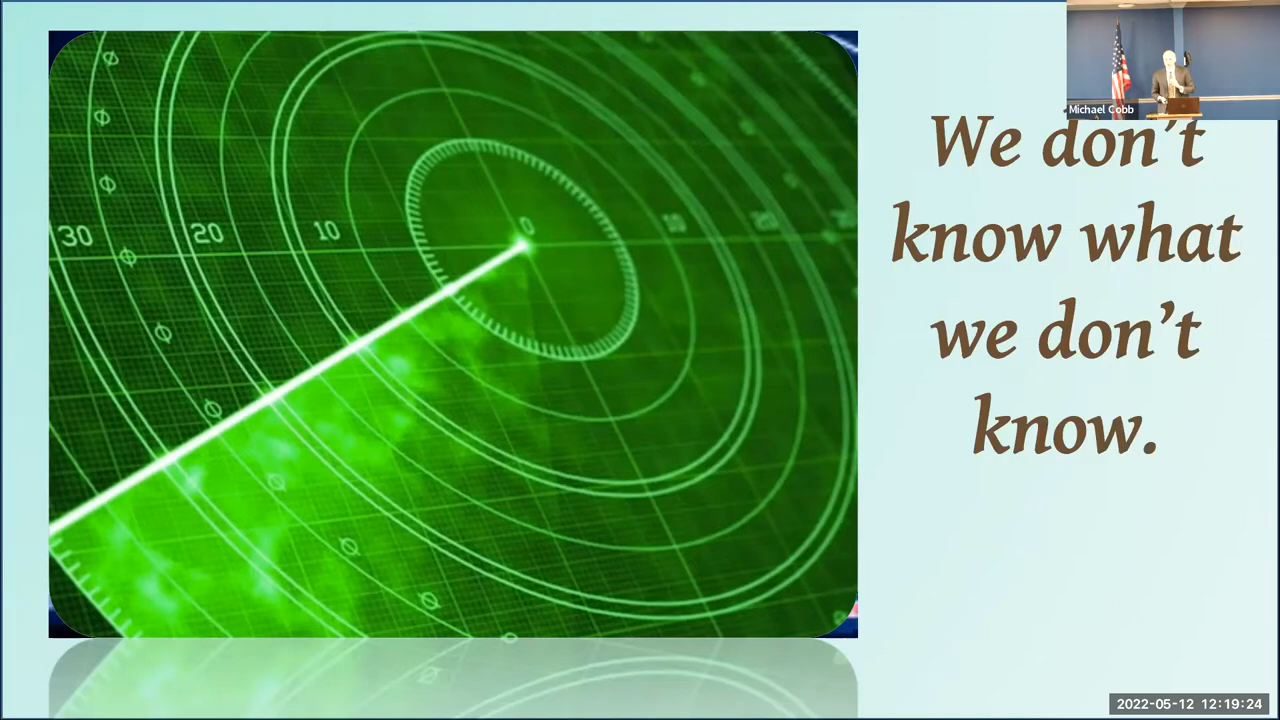 Michael Cobb
We don't
know what
we don't
know.
30
20
10
0
10
20
2022-05-12 12:19:24